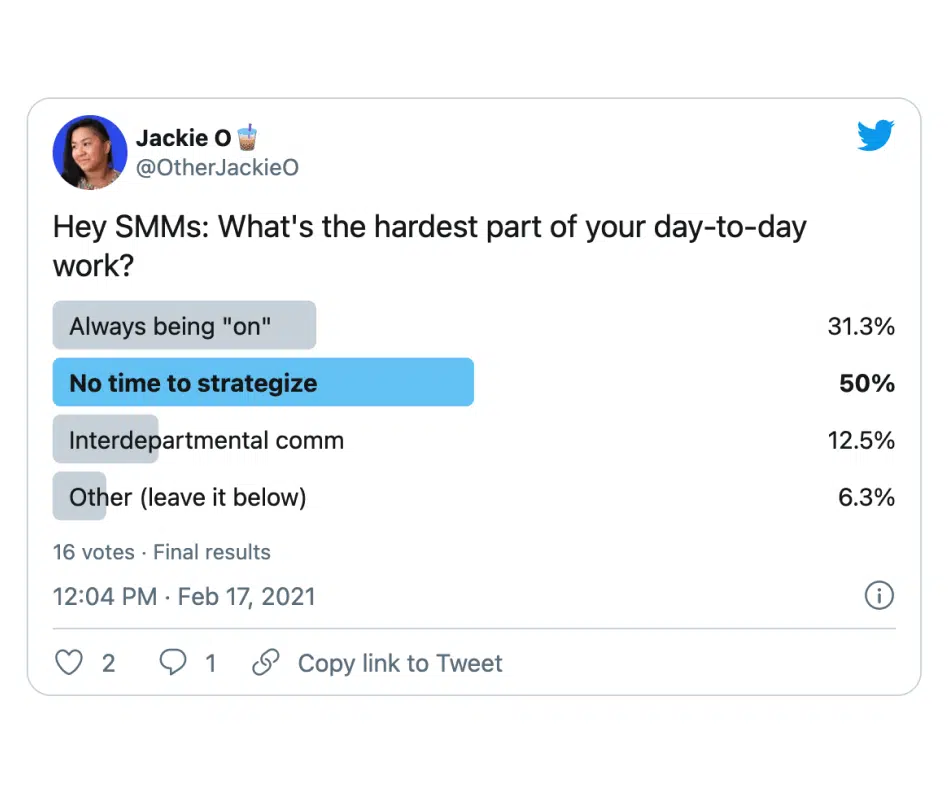 Jackie O🧋
@OtherJackieO
Hey SMMs: What's the hardest part of your day-to-day
work?
Always being "on" 31.3%
No time to strategize 50%
Interdepartmental comm 12.5%
Other (leave it below) 6.3%
16 votes · Final results
12:04 PM · Feb 17, 2021
2 1 Copy link to Tweet